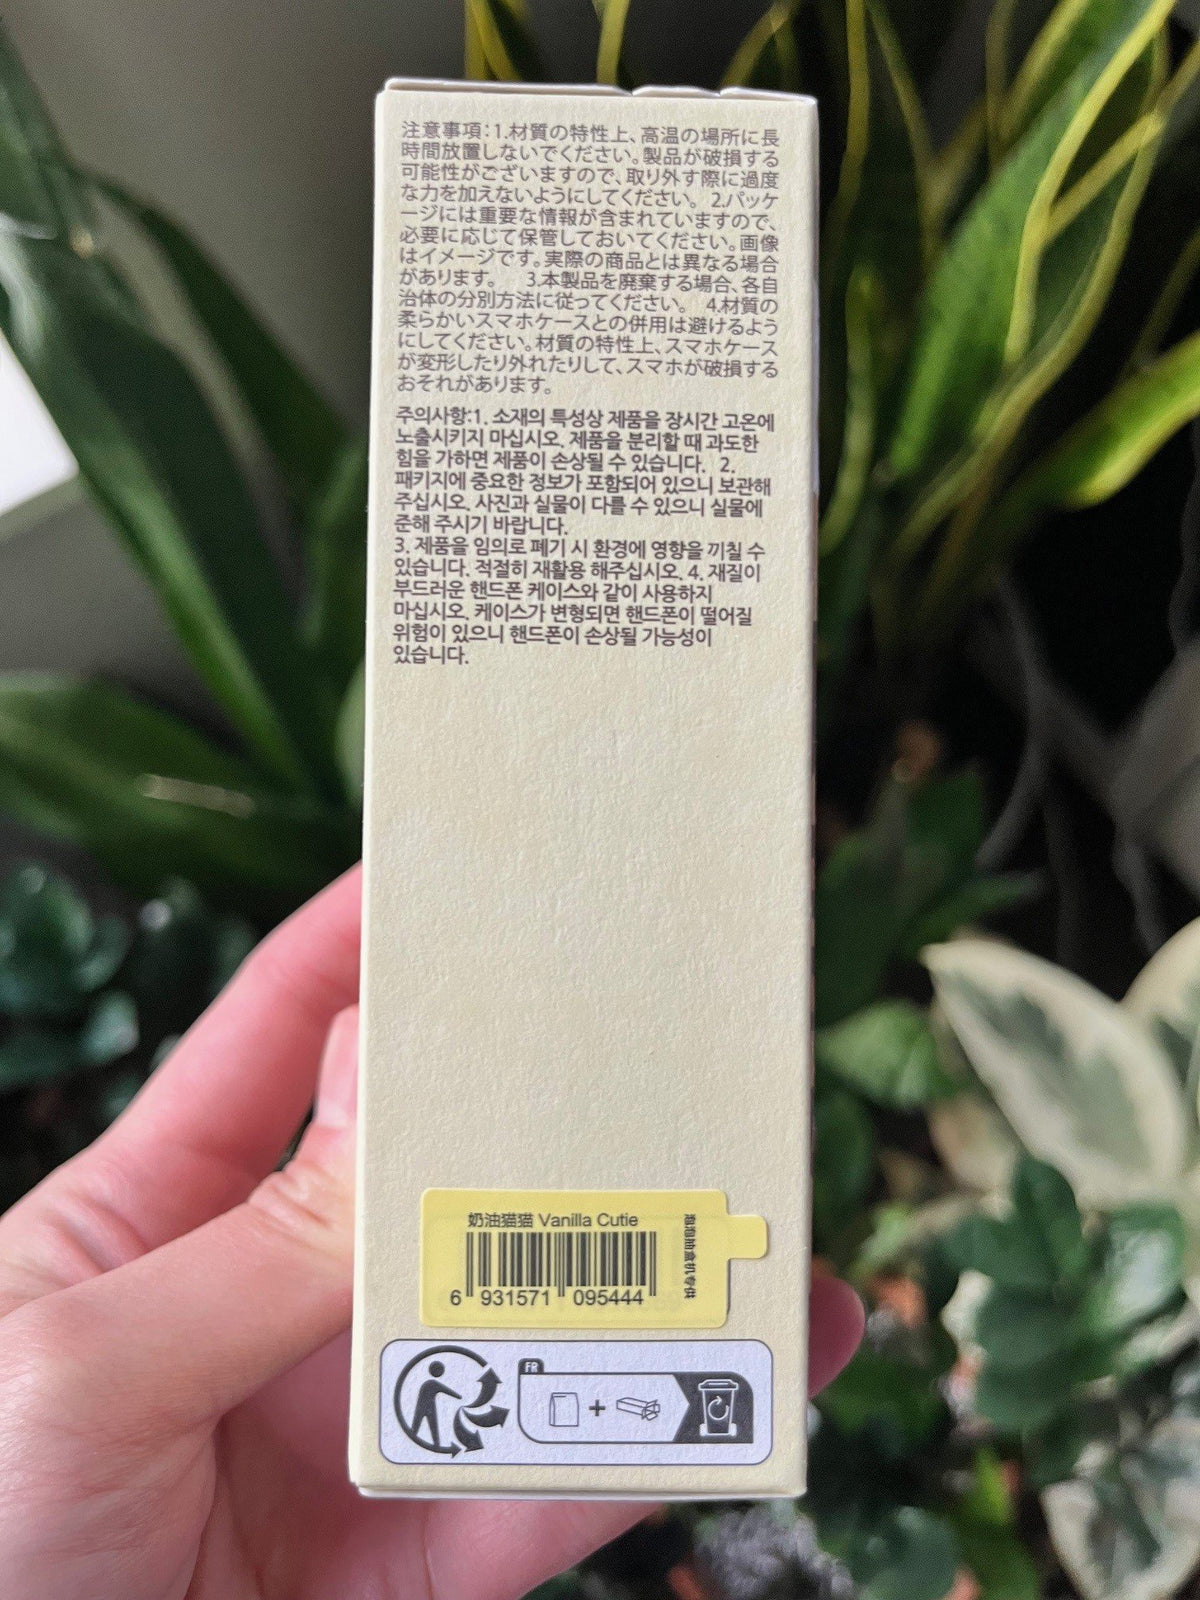 注意事項:1.材質の特性上、高温の場所に長
時間放置しないでください。製品が破損する
可能性がございますので、取り外す際に過度
な力を加えないようにしてください。 2.パッケ
ージには重要な情報が含まれていますので、
必要に応じて保管しておいてください。画像
はイメージです。実際の商品とは異なる場合
があります。 3.本製品を廃棄する場合、各自
治体の分別方法に従ってください。 4.材質の
柔らかいスマホケースとの併用は避けるよう
にしてください。材質の特性上、スマホケース
が変形したり外れたりして、スマホが破損する
おそれがあります。
주의사항:1. 소재의 특성상 제품을 장시간 고온에
노출시키지 마십시오. 제품을 분리할 때 과도한
힘을 가하면 제품이 손상될 수 있습니다. 2.
패키지에 중요한 정보가 포함되어 있으니 보관해
주십시오. 사진과 실물이 다를 수 있으니 실물에
준해 주시기 바랍니다.
3. 제품을 임의로 폐기 시 환경에 영향을 끼칠 수
있습니다. 적절히 재활용 해주십시오. 4. 재질이
부드러운 핸드폰 케이스와 같이 사용하지
마십시오. 케이스가 변형되면 핸드폰이 떨어질
위험이 있으니 핸드폰이 손상될 가능성이
있습니다.
奶油猫猫 Vanilla Cutie
6 931571 095444
泡泡抽盒机专供
FR